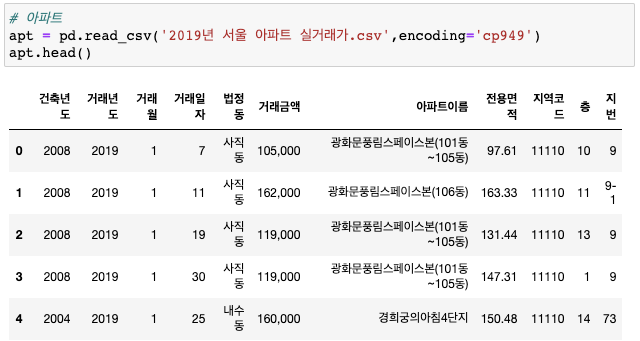 # 아파트
apt = pd.read_csv('2019년 서울 아파트 실거래가.csv',encoding='cp949')
apt.head()
건축년도 거래년도 거래월 거래일자 법정동 거래금액 아파트이름 전용면적 지역코드 층 지번
0 2008 2019 1 7 사직동 105,000 광화문풍림스페이스본(101동~105동) 97.61 11110 10 9
1 2008 2019 1 11 사직동 162,000 광화문풍림스페이스본(106동) 163.33 11110 11 9-1
2 2008 2019 1 19 사직동 119,000 광화문풍림스페이스본(101동~105동) 131.44 11110 13 9
3 2008 2019 1 30 사직동 119,000 광화문풍림스페이스본(101동~105동) 147.31 11110 1 9
4 2004 2019 1 25 내수동 160,000 경희궁의아침4단지 150.48 11110 14 73